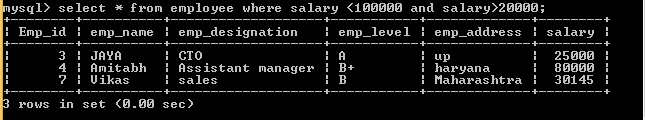 mysql> select * from employee where salary <100000 and salary>20000;
+--------+----------+-------------------+-----------+-------------+--------+
| Emp_id | emp_name | emp_designation | emp_level | emp_address | salary |
+--------+----------+-------------------+-----------+-------------+--------+
| 3 | JAYA | CTO | A | up | 25000 |
| 4 | Amitabh | Assistant manager | B+ | haryana | 80000 |
| 7 | Vikas | sales | B | Maharashtra | 30145 |
+--------+----------+-------------------+-----------+-------------+--------+
3 rows in set (0.00 sec)